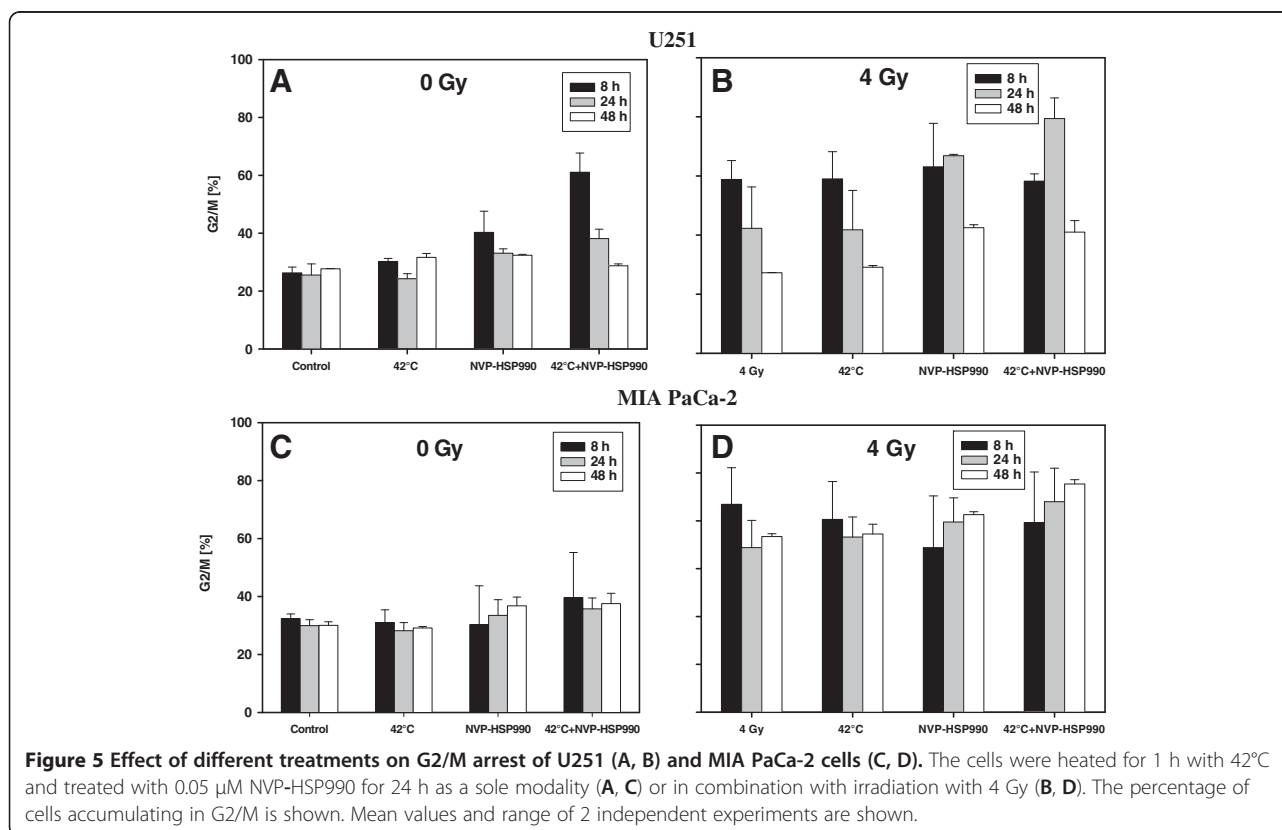 U251
A
0 Gy
8 h
24 h
48 h
G2/M [%]
100
80
60
40
20
0
Control
42°C
NVP-HSP990
42°C+NVP-HSP990
B
4 Gy
8 h
24 h
48 h
4 Gy
42°C
NVP-HSP990
42°C+NVP-HSP990
MIA PaCa-2
C
0 Gy
8 h
24 h
48 h
G2/M [%]
100
80
60
40
20
0
Control
42°C
NVP-HSP990
42°C+NVP-HSP990
D
4 Gy
8 h
24 h
48 h
4 Gy
42°C
NVP-HSP990
42°C+NVP-HSP990
Figure 5 Effect of different treatments on G2/M arrest of U251 (A, B) and MIA PaCa-2 cells (C, D). The cells were heated for 1 h with 42°C
and treated with 0.05 μM NVP-HSP990 for 24 h as a sole modality (A, C) or in combination with irradiation with 4 Gy (B, D). The percentage of
cells accumulating in G2/M is shown. Mean values and range of 2 independent experiments are shown.